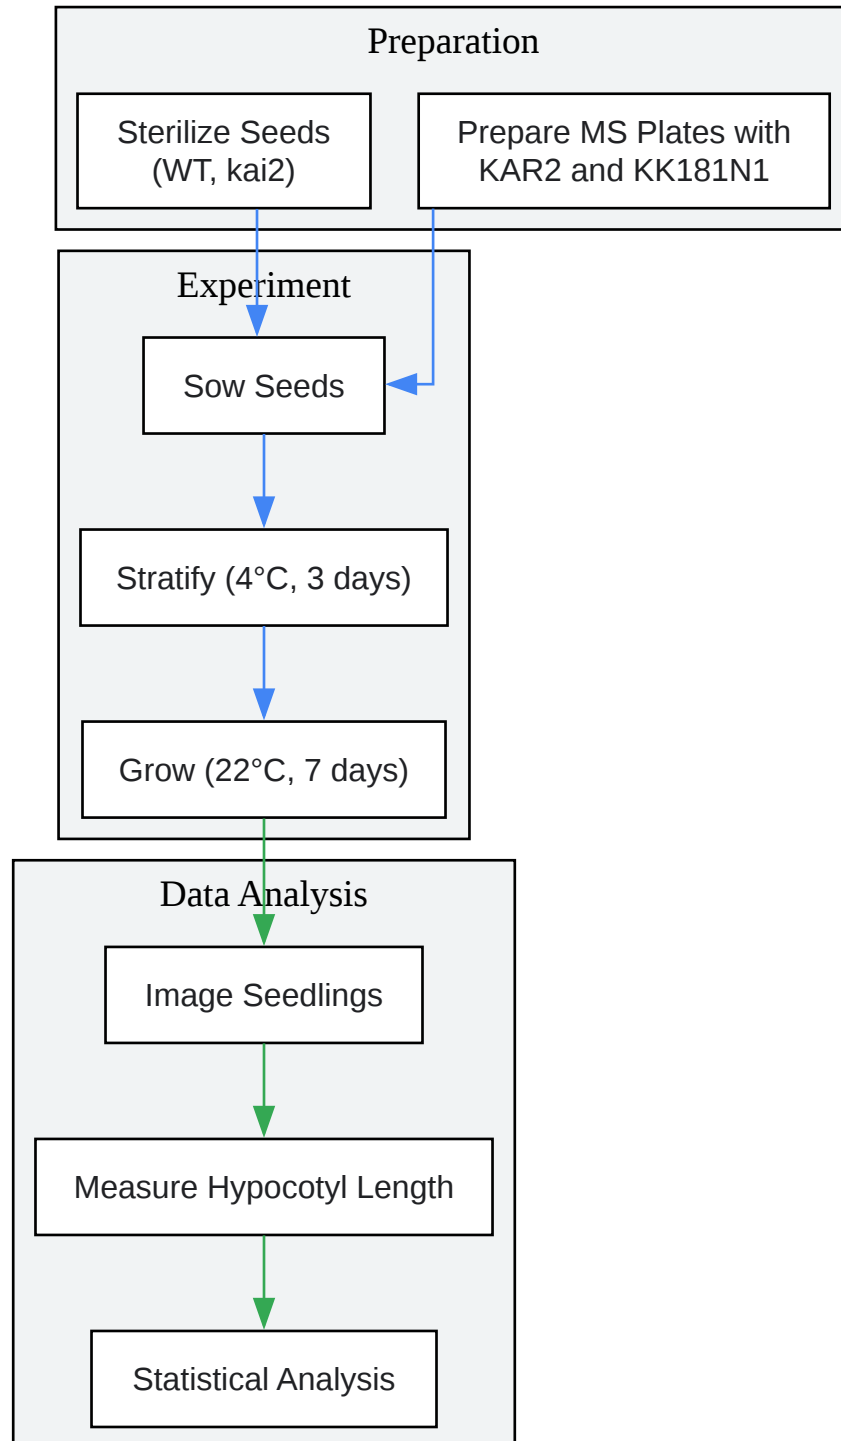 Preparation
Sterilize Seeds
(WT, kai2)
Prepare MS Plates with
KAR2 and KK181N1
Experiment
Sow Seeds
Stratify (4°C, 3 days)
Grow (22°C, 7 days)
Data Analysis
Image Seedlings
Measure Hypocotyl Length
Statistical Analysis